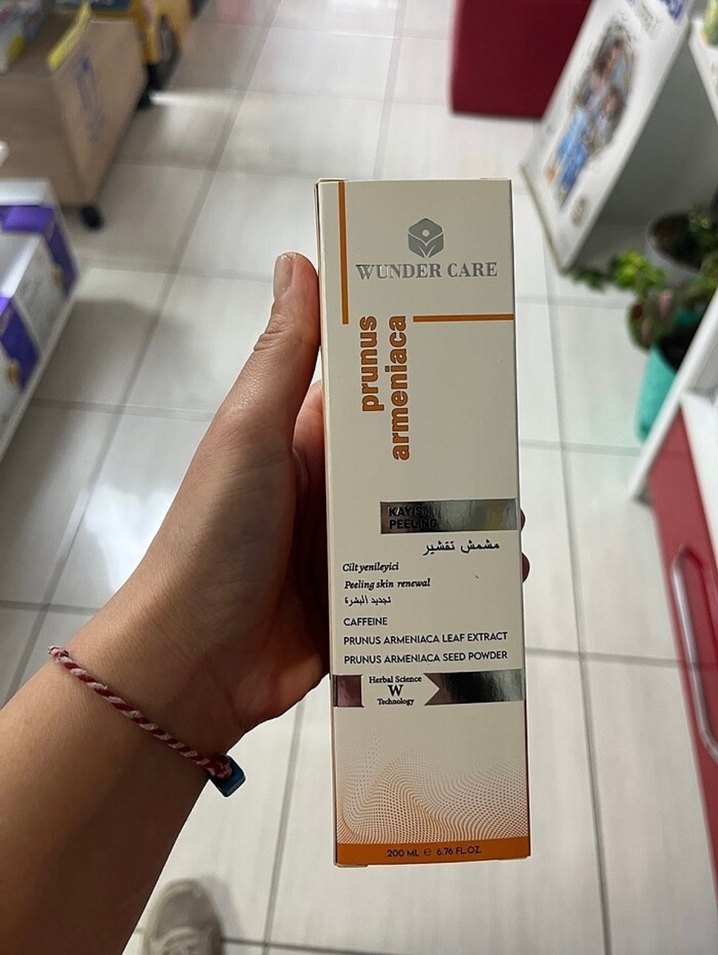 WUNDER CARE
prunus
armeniaca
KAYISI
PEELING
مشمش تقشير
Cilt yenileyici
Peeling skin renewal
تجديد البشرة
CAFFEINE
PRUNUS ARMENIACA LEAF EXTRACT
PRUNUS ARMENIACA SEED POWDER
Herbal Science
W
Technology
200 ML ℮ 6.76 FL.OZ.